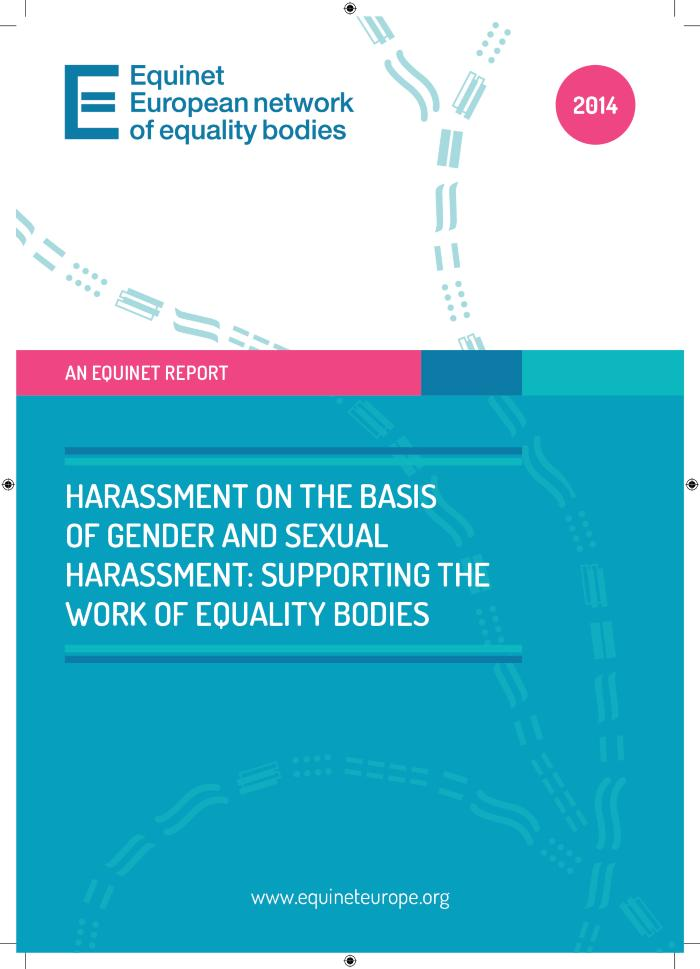 Equinet
European network
of equality bodies
2014
AN EQUINET REPORT
HARASSMENT ON THE BASIS
OF GENDER AND SEXUAL
HARASSMENT: SUPPORTING THE
WORK OF EQUALITY BODIES
www.equineteurope.org